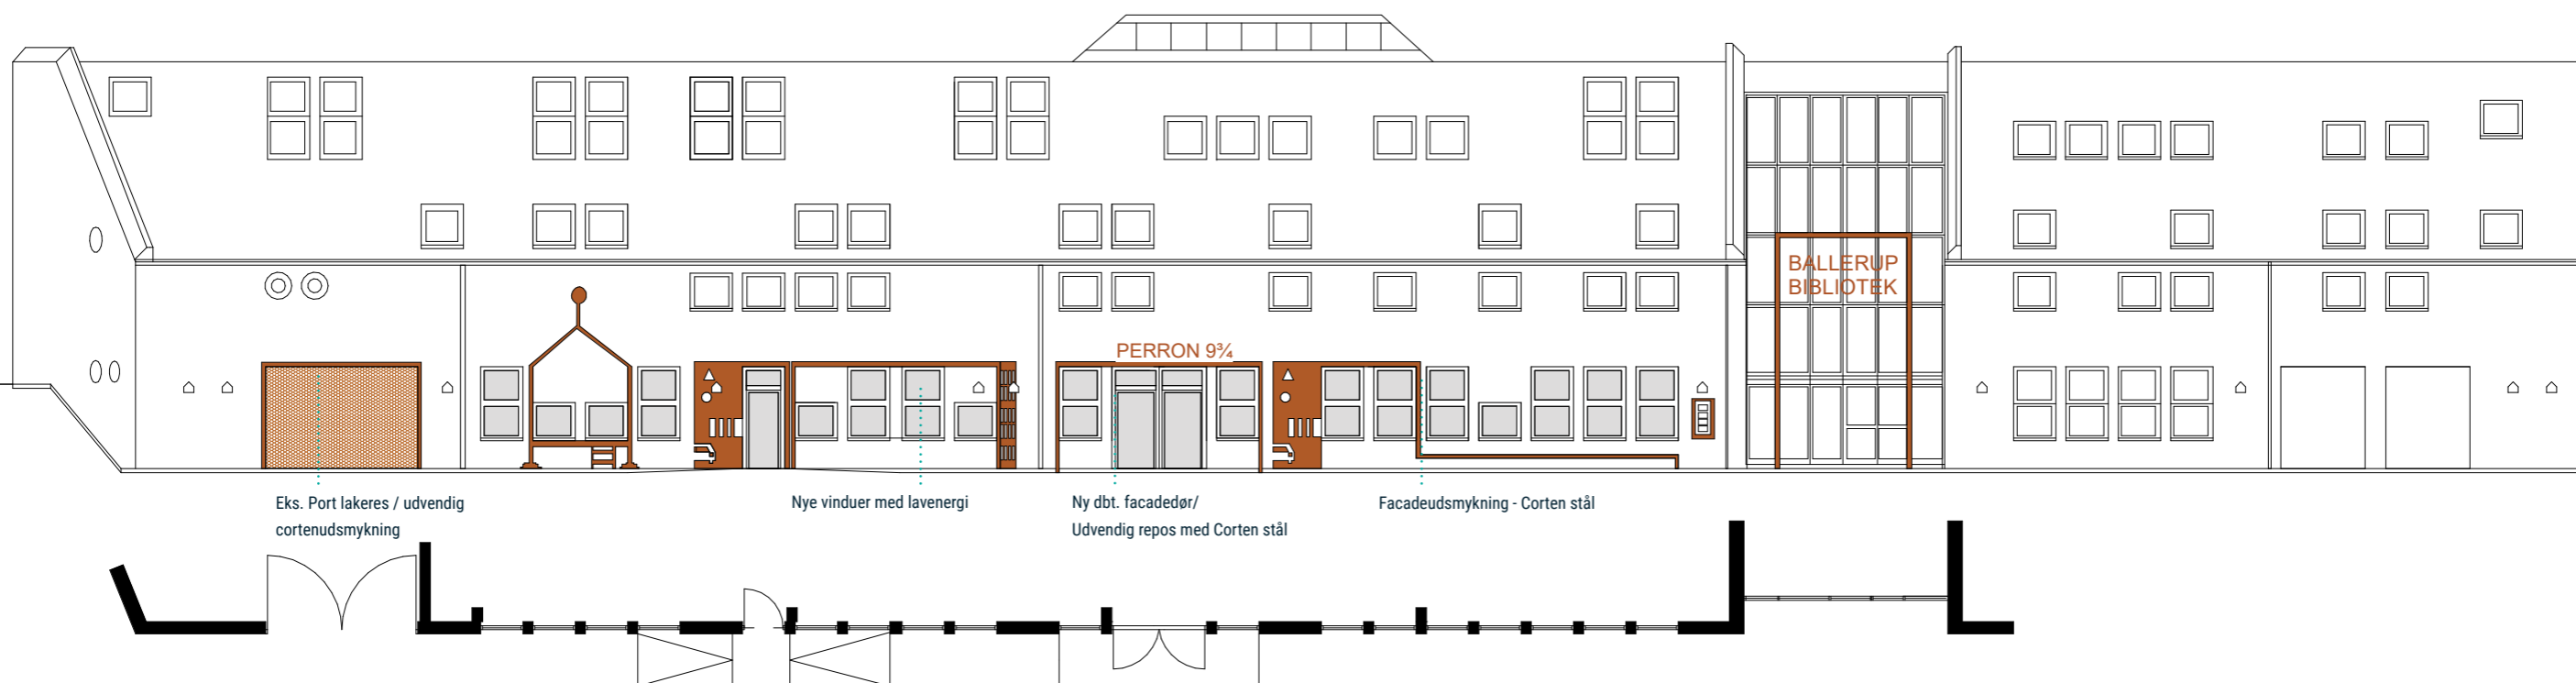 BALLERUP
BIBLIOTEK
PERRON 9¾
Eks. Port lakeres / udvendig
cortenudsmykning
Nye vinduer med lavenergi
Ny dbt. facadedør/
Udvendig repos med Corten stål
Facadeudsmykning - Corten stål